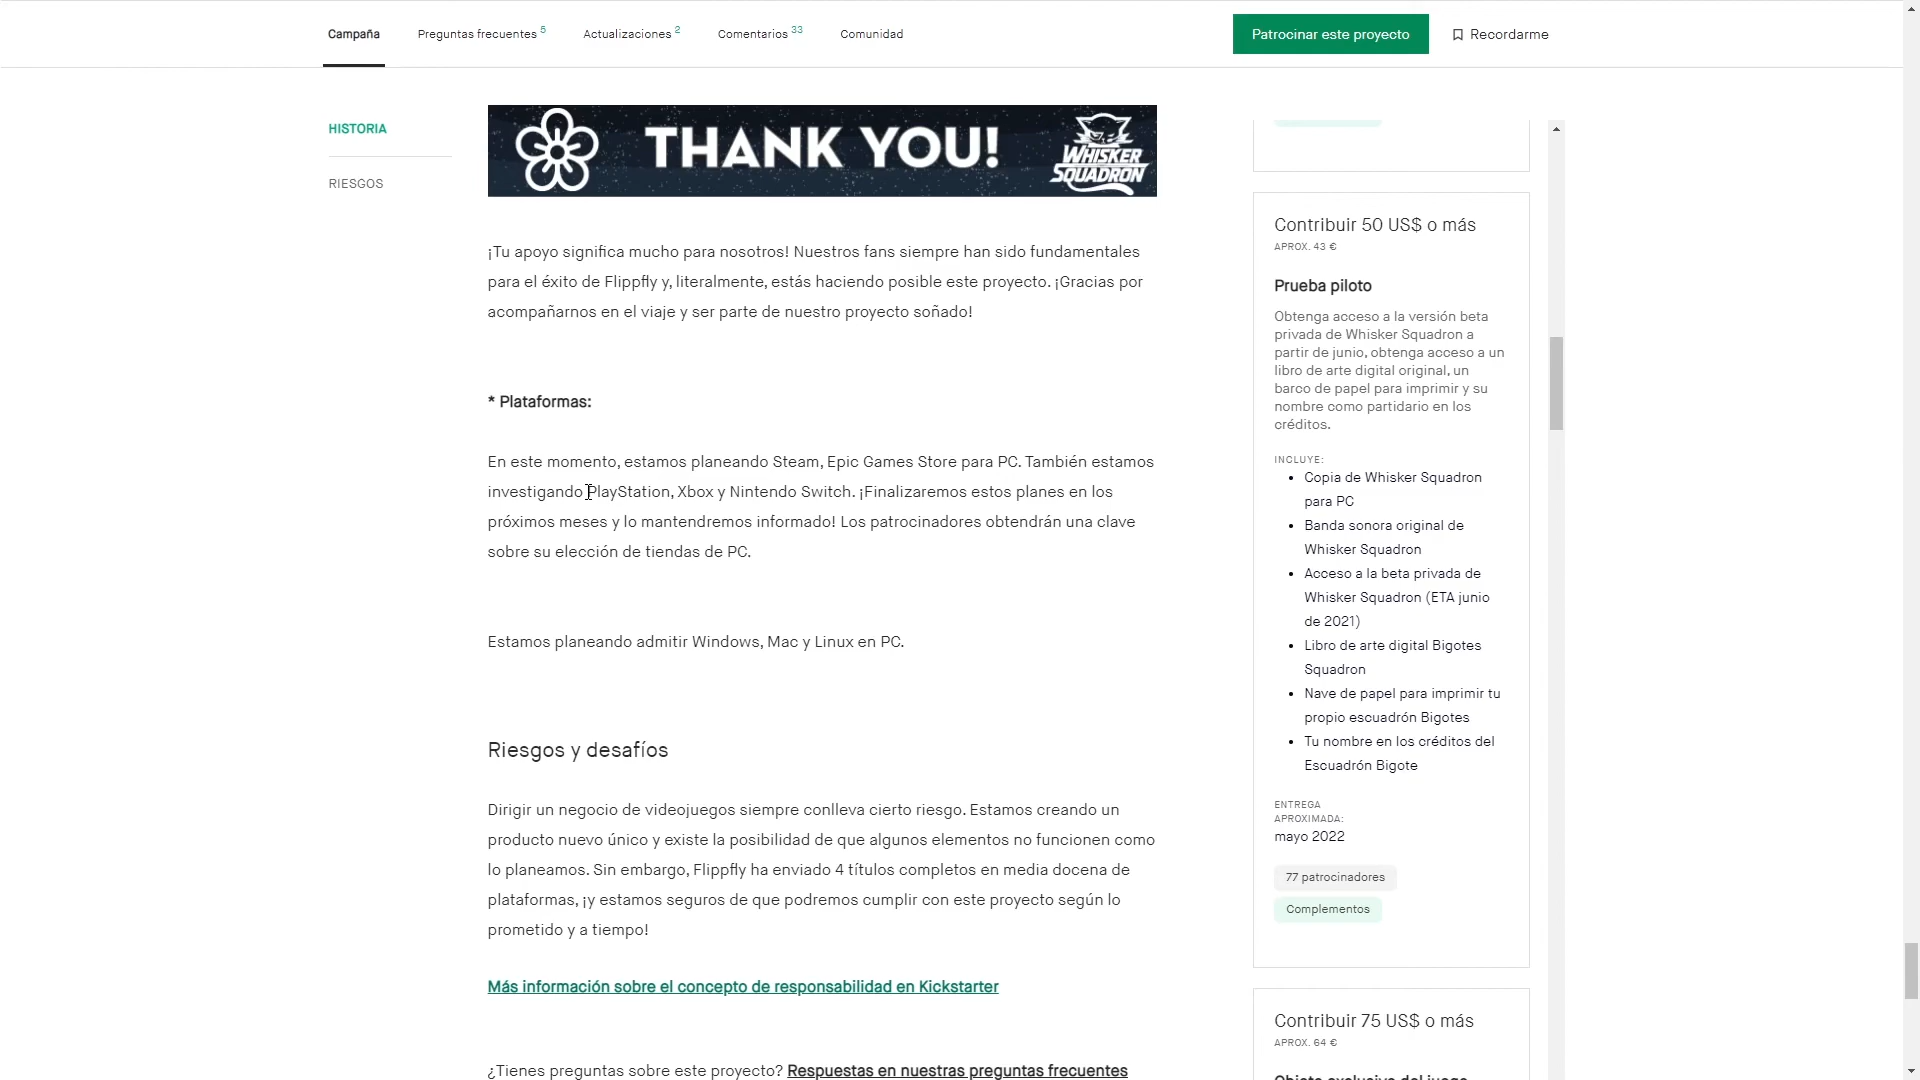 Campaña
Preguntas frecuentes 5
Actualizaciones 2
Comentarios 33
Comunidad
Patrocinar este proyecto
Recordarme
HISTORIA
RIESGOS
THANK YOU!
WHISKER
SQUADRON
¡Tu apoyo significa mucho para nosotros! Nuestros fans siempre han sido fundamentales
para el éxito de Flippfly y, literalmente, estás haciendo posible este proyecto. ¡Gracias por
acompañarnos en el viaje y ser parte de nuestro proyecto soñado!
* Plataformas:
En este momento, estamos planeando Steam, Epic Games Store para PC. También estamos
investigando PlayStation, Xbox y Nintendo Switch. ¡Finalizaremos estos planes en los
próximos meses y lo mantendremos informado! Los patrocinadores obtendrán una clave
sobre su elección de tiendas de PC.
Estamos planeando admitir Windows, Mac y Linux en PC.
Riesgos y desafíos
Dirigir un negocio de videojuegos siempre conlleva cierto riesgo. Estamos creando un
producto nuevo único y existe la posibilidad de que algunos elementos no funcionen como
lo planeamos. Sin embargo, Flippfly ha enviado 4 títulos completos en media docena de
plataformas, ¡y estamos seguros de que podremos cumplir con este proyecto según lo
prometido y a tiempo!
Más información sobre el concepto de responsabilidad en Kickstarter
¿Tienes preguntas sobre este proyecto? Respuestas en nuestras preguntas frecuentes
Contribuir 50 US$ o más
APROX. 43 €
Prueba piloto
Obtenga acceso a la versión beta
privada de Whisker Squadron a
partir de junio, obtenga acceso a un
libro de arte digital original, un
barco de papel para imprimir y su
nombre como partidario en los
créditos.
INCLUYE:
• Copia de Whisker Squadron
para PC
• Banda sonora original de
Whisker Squadron
• Acceso a la beta privada de
Whisker Squadron (ETA junio
de 2021)
• Libro de arte digital Bigotes
Squadron
• Nave de papel para imprimir tu
propio escuadrón Bigotes
• Tu nombre en los créditos del
Escuadrón Bigote
ENTREGA
APROXIMADA:
mayo 2022
77 patrocinadores
Complementos
Contribuir 75 US$ o más
APROX. 64 €
Objeto exclusivo del juego